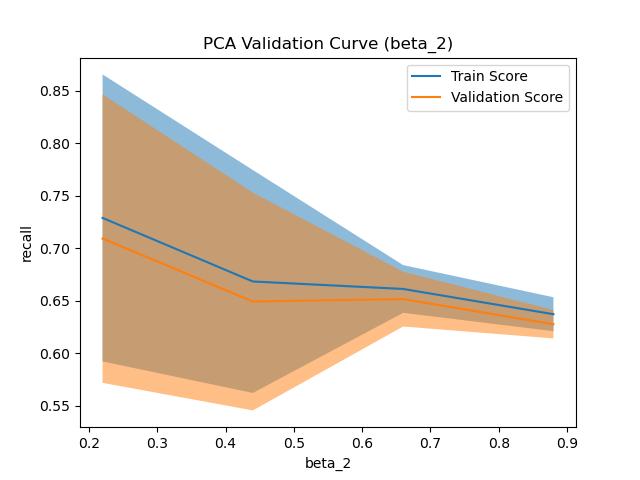 PCA Validation Curve (beta_2)
Train Score
Validation Score
recall
0.85
0.80
0.75
0.70
0.65
0.60
0.55
0.2 0.3 0.4 0.5 0.6 0.7 0.8 0.9
beta_2